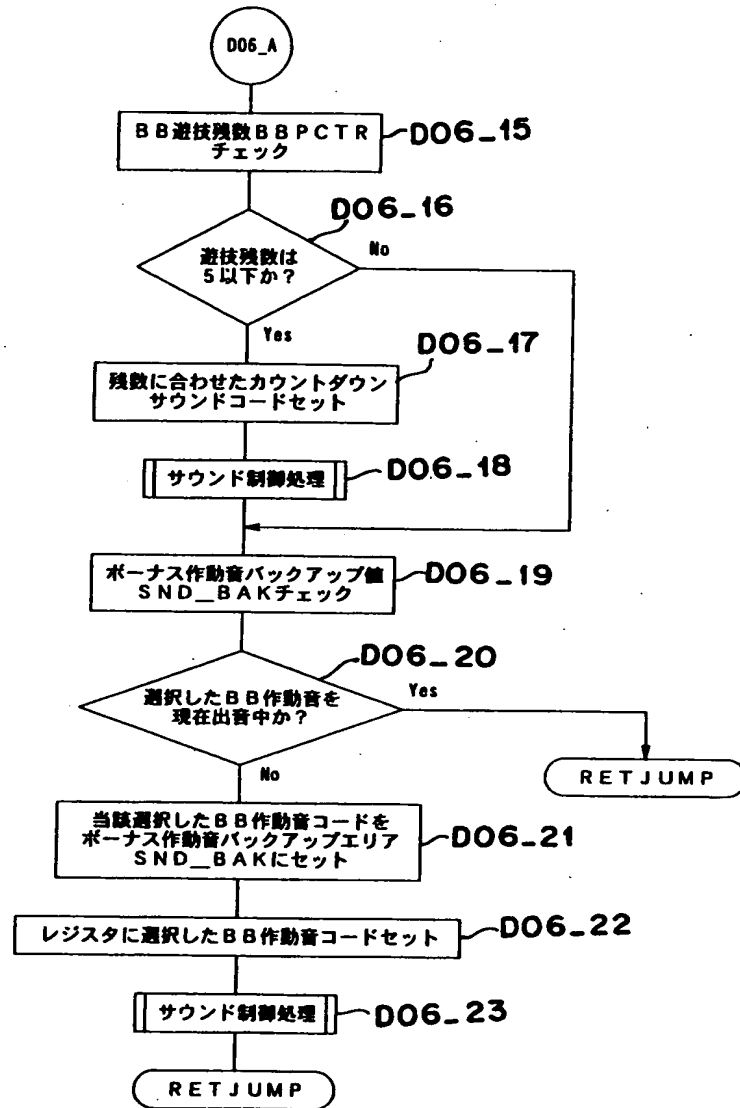 D06_A
BB遊技残数BBPCTR
チェック
D06_15
D06_16
遊技残数は
5以下か?
No
Yes
D06_17
残数に合わせたカウントダウン
サウンドコードセット
サウンド制御処理
D06_18
ボーナス作動音バックアップ値
SND__BAKチェック
D06_19
D06_20
選択したBB作動音を
現在出音中か?
Yes
No
RETJUMP
当該選択したBB作動音コードを
ボーナス作動音バックアップエリア
SND__BAKにセット
D06_21
レジスタに選択したBB作動音コードセット
D06_22
サウンド制御処理
D06_23
RETJUMP